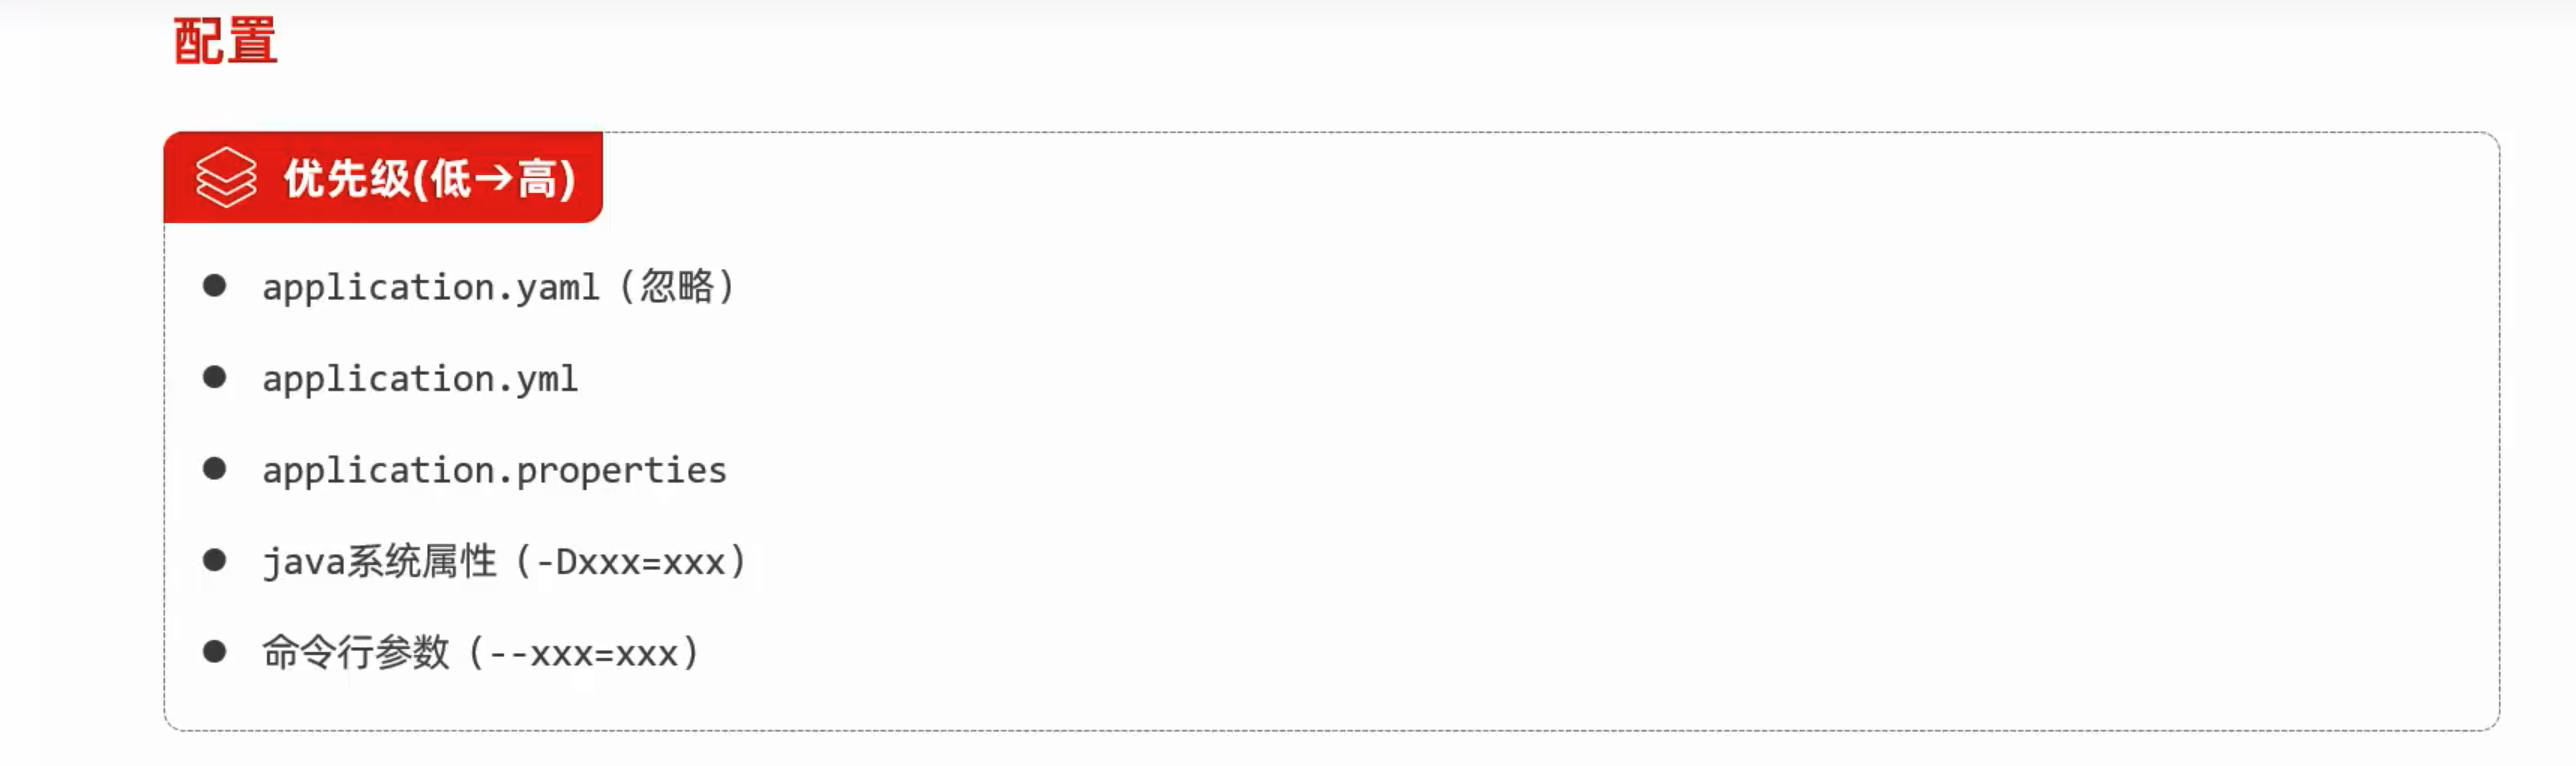 配置
优先级(低→高)
● application.yaml（忽略）
● application.yml
● application.properties
● java系统属性（-Dxxx=xxx）
● 命令行参数（--xxx=xxx）